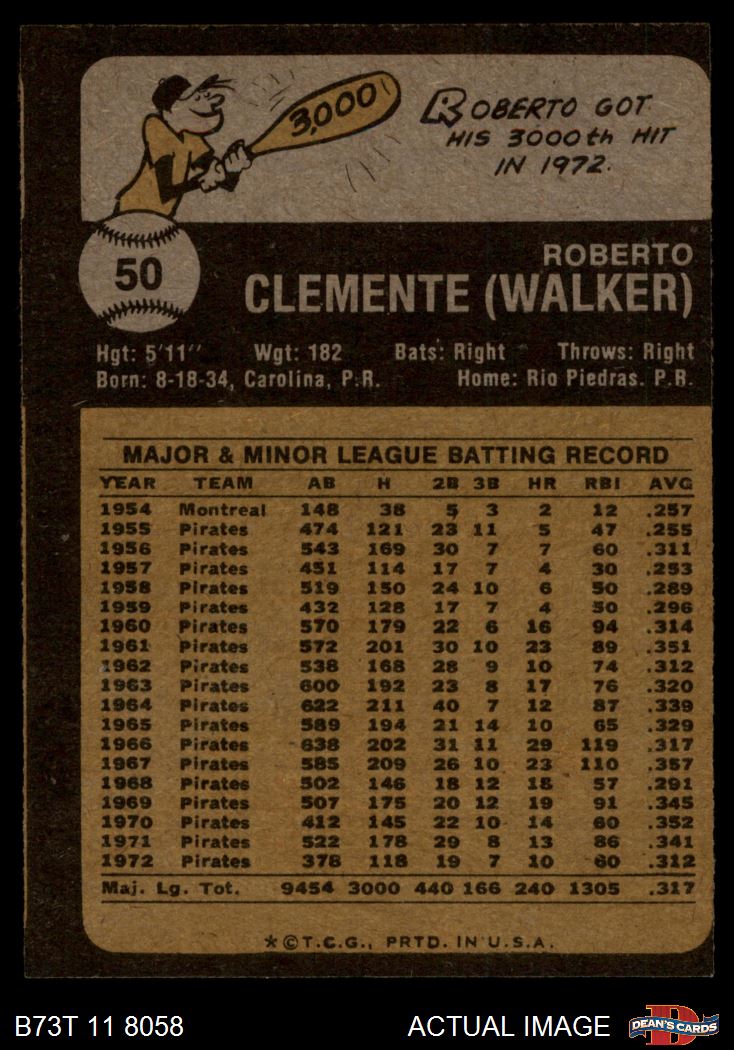 3,000
ROBERTO GOT
HIS 3000th HIT
IN 1972.
50
ROBERTO
CLEMENTE (WALKER)
Hgt: 5'11" Wgt: 182 Bats: Right Throws: Right
Born: 8-18-34, Carolina, P.R. Home: Rio Piedras. P.R.
MAJOR & MINOR LEAGUE BATTING RECORD
YEAR TEAM AB H 2B 3B HR RBI AVG
1954 Montreal 148 38 5 3 2 12 .257
1955 Pirates 474 121 23 11 5 47 .255
1956 Pirates 543 169 30 7 7 60 .311
1957 Pirates 451 114 17 7 4 30 .253
1958 Pirates 519 150 24 10 6 50 .289
1959 Pirates 432 128 17 7 4 50 .296
1960 Pirates 570 179 22 6 16 94 .314
1961 Pirates 572 201 30 10 23 89 .351
1962 Pirates 538 168 28 9 10 74 .312
1963 Pirates 600 192 23 8 17 76 .320
1964 Pirates 622 211 40 7 12 87 .339
1965 Pirates 589 194 21 14 10 65 .329
1966 Pirates 638 202 31 11 29 119 .317
1967 Pirates 585 209 26 10 23 110 .357
1968 Pirates 502 146 18 12 18 57 .291
1969 Pirates 507 175 20 12 19 91 .345
1970 Pirates 412 145 22 10 14 60 .352
1971 Pirates 522 178 29 8 13 86 .341
1972 Pirates 378 118 19 7 10 60 .312
Maj. Lg. Tot. 9454 3000 440 166 240 1305 .317
*©T.C.G., PRTD. IN U.S.A.
B73T 11 8058 ACTUAL IMAGE
D
DEAN'S CARDS